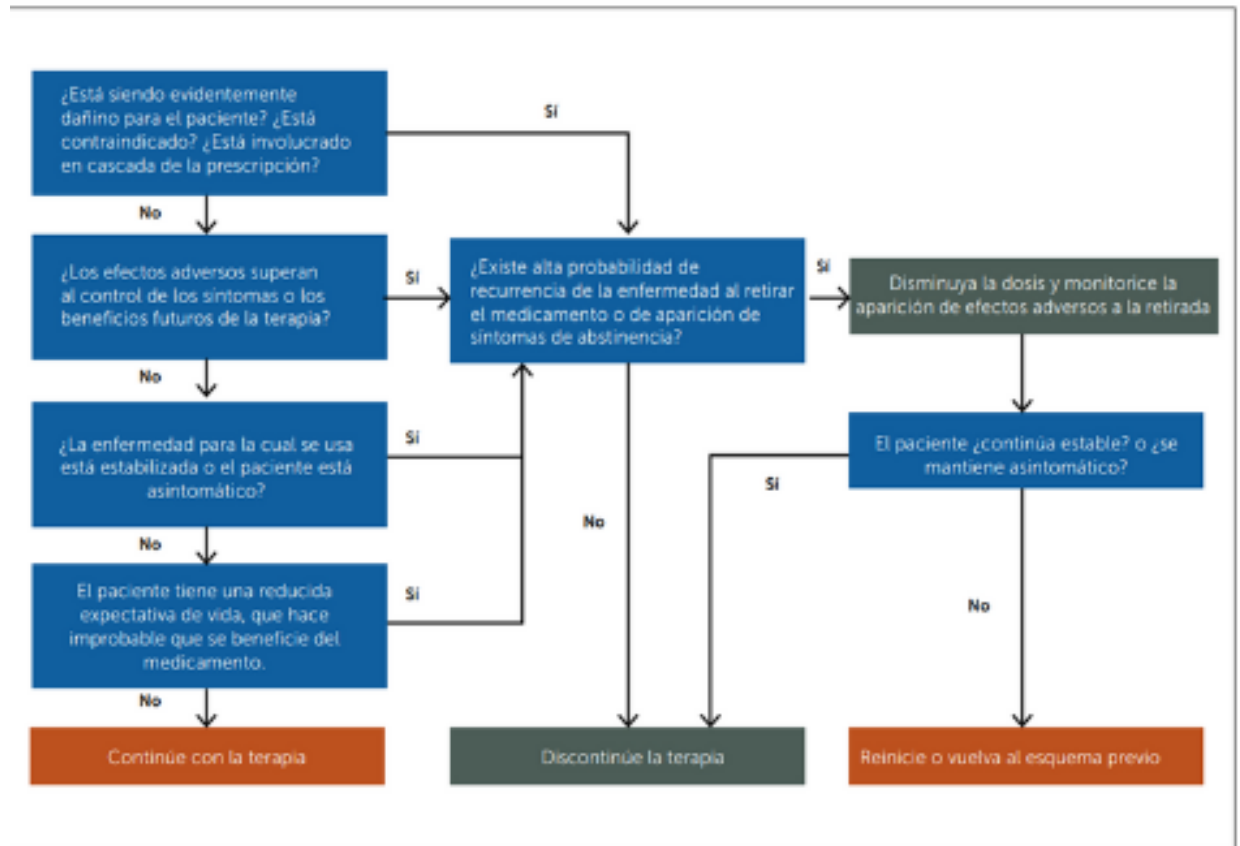 ¿Está siendo evidentemente
dañino para el paciente? ¿Está
contraindicado? ¿Está involucrado
en cascada de la prescripción?
Sí
No
¿Los efectos adversos superan
al control de los síntomas o los
beneficios futuros de la terapia?
Sí
¿Existe alta probabilidad de
recurrencia de la enfermedad al retirar
el medicamento o de aparición de
síntomas de abstinencia?
Sí
Disminuya la dosis y monitorice la
aparición de efectos adversos a la retirada
No
¿La enfermedad para la cual se usa
está estabilizada o el paciente está
asintomático?
Sí
El paciente ¿continúa estable? o ¿se
mantiene asintomático?
Sí
No
No
El paciente tiene una reducida
expectativa de vida, que hace
improbable que se beneficie del
medicamento.
Sí
No
No
Continúe con la terapia
Discontinúe la terapia
Reinicie o vuelva al esquema previo